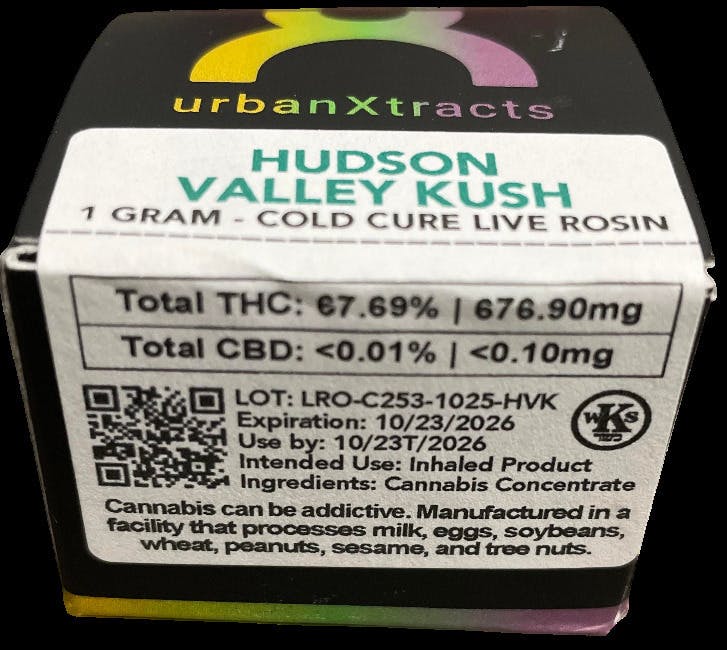 urbanXtracts
HUDSON
VALLEY KUSH
1 GRAM - COLD CURE LIVE ROSIN
Total THC: 67.69% | 676.90mg
Total CBD: <0.01% | <0.10mg
LOT: LRO-C253-1025-HVK
Expiration: 10/23/2026
Use by: 10/23T/2026
Intended Use: Inhaled Product
Ingredients: Cannabis Concentrate
wKs
כשר
Cannabis can be addictive. Manufactured in a
facility that processes milk, eggs, soybeans,
wheat, peanuts, sesame, and tree nuts.